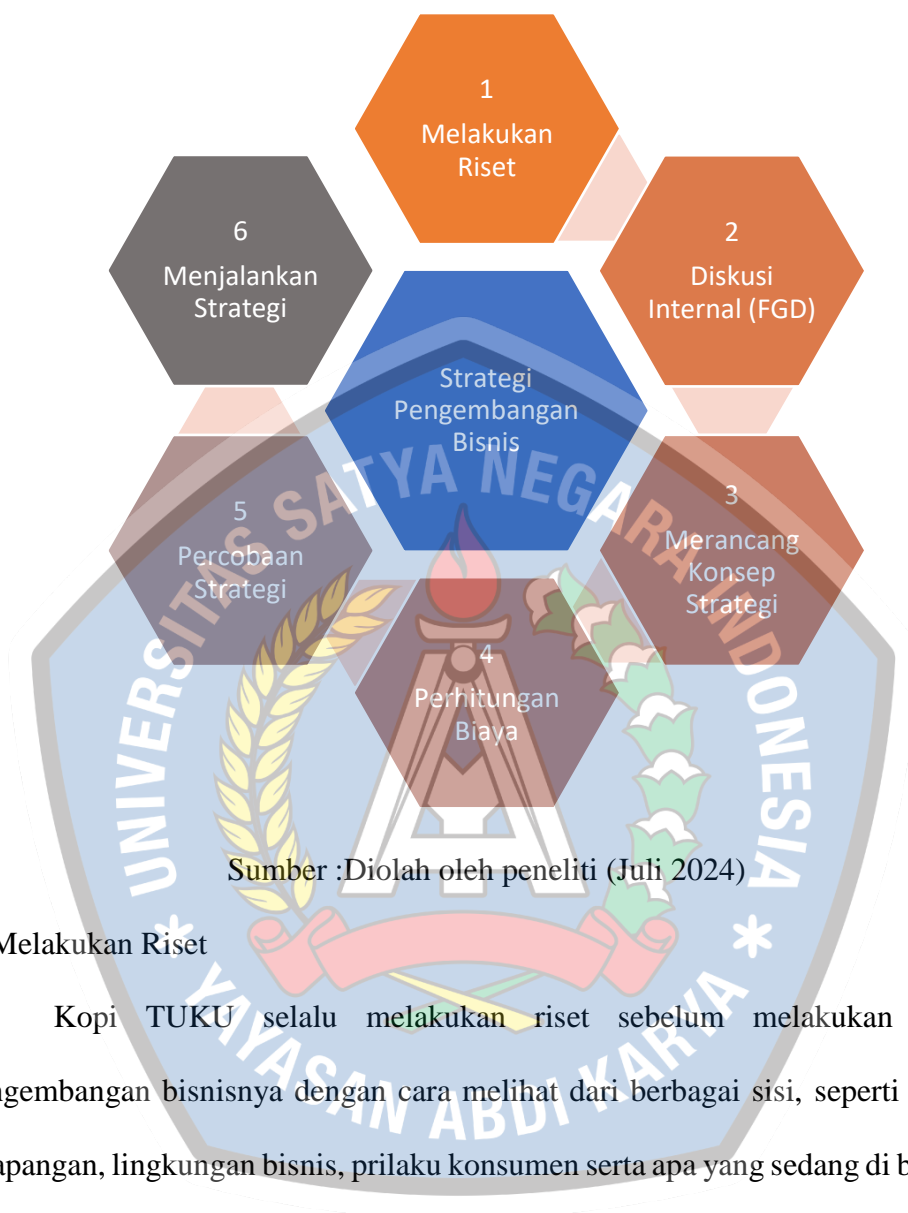 1
Melakukan
Riset
2
Diskusi
Internal (FGD)
3
Merancang
Konsep
Strategi
4
Perhitungan
Biaya
5
Percobaan
Strategi
6
Menjalankan
Strategi
Strategi
Pengembangan
Bisnis
UNIVERSITAS SATYA NEGARA INDONESIA
* YAYASAN ABDI KARYA *
Sumber :Diolah oleh peneliti (Juli 2024)
Melakukan Riset
Kopi TUKU selalu melakukan riset sebelum melakukan
ngembangan bisnisnya dengan cara melihat dari berbagai sisi, seperti
apangan, lingkungan bisnis, prilaku konsumen serta apa yang sedang di b